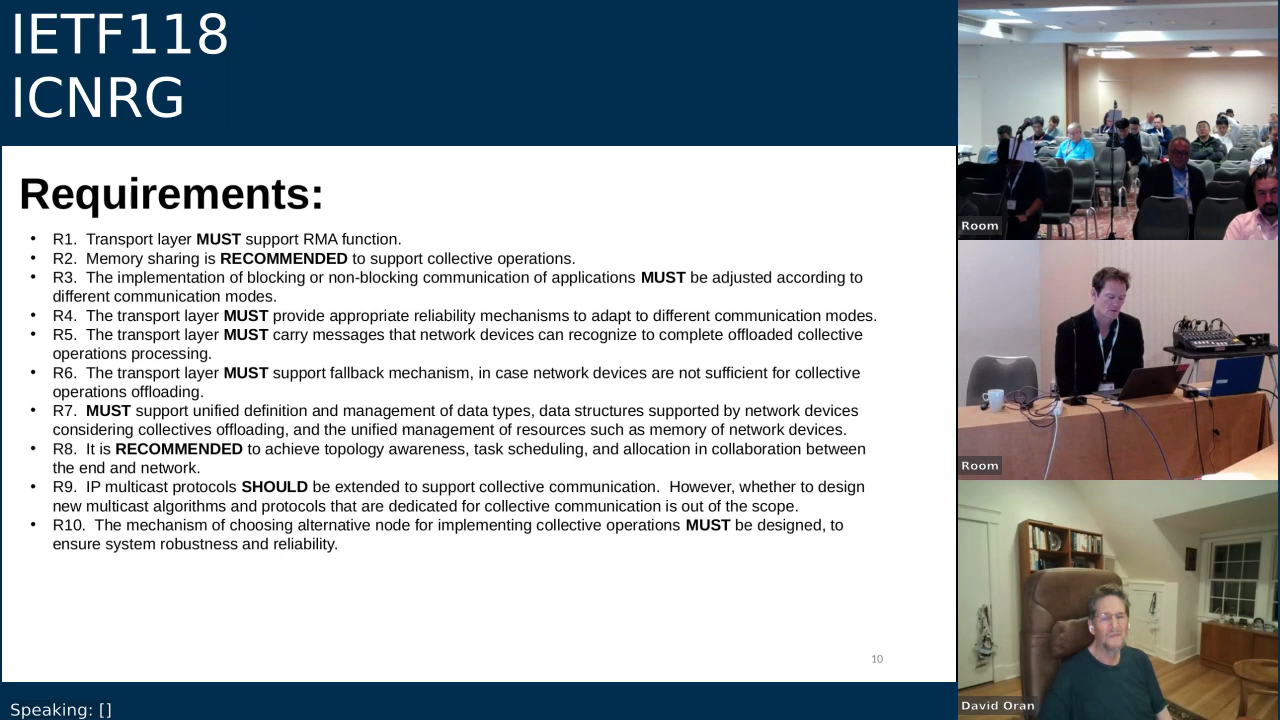 IETF118
ICNRG
Requirements:
• R1. Transport layer MUST support RMA function.
• R2. Memory sharing is RECOMMENDED to support collective operations.
• R3. The implementation of blocking or non-blocking communication of applications MUST be adjusted according to
different communication modes.
• R4. The transport layer MUST provide appropriate reliability mechanisms to adapt to different communication modes.
• R5. The transport layer MUST carry messages that network devices can recognize to complete offloaded collective
operations processing.
• R6. The transport layer MUST support fallback mechanism, in case network devices are not sufficient for collective
operations offloading.
• R7. MUST support unified definition and management of data types, data structures supported by network devices
considering collectives offloading, and the unified management of resources such as memory of network devices.
• R8. It is RECOMMENDED to achieve topology awareness, task scheduling, and allocation in collaboration between
the end and network.
• R9. IP multicast protocols SHOULD be extended to support collective communication. However, whether to design
new multicast algorithms and protocols that are dedicated for collective communication is out of the scope.
• R10. The mechanism of choosing alternative node for implementing collective operations MUST be designed, to
ensure system robustness and reliability.
10
Speaking: []
Room
Room
David Oran